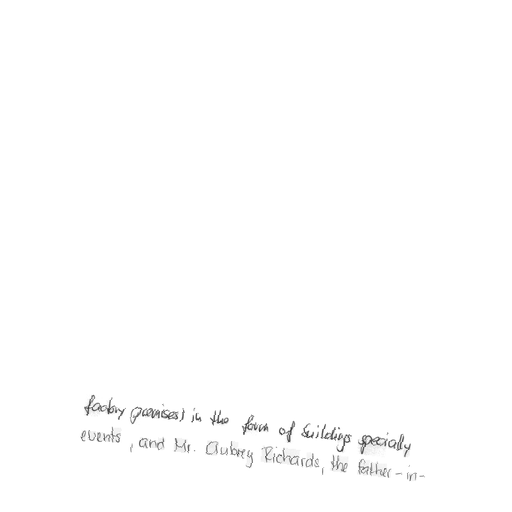 factory premises) in the form of buildings specially
events, and Mr. Aubrey Richards, the father-in-